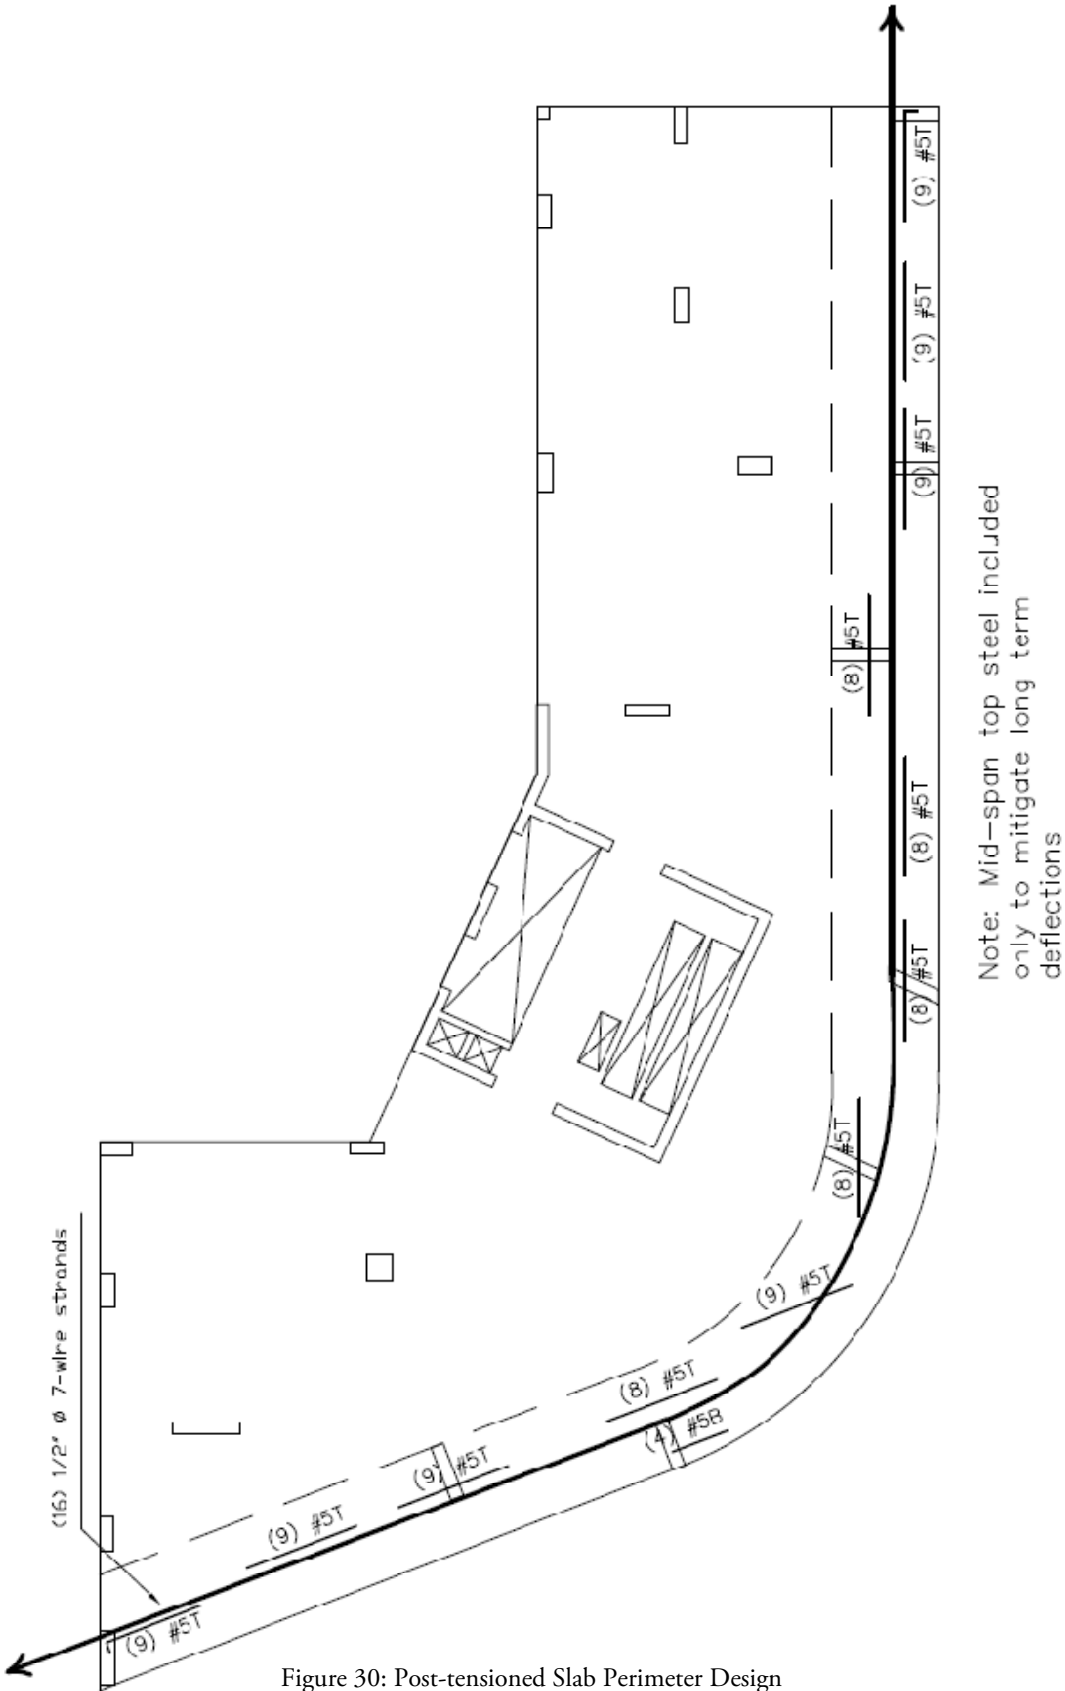 (9) #5T
(9) #5T
(9) #5T
(8) #5T
(8) #5T
(8) #5T
(8) #5T
(9) #5T
(8) #5T
(4) #5B
(9) #5T
(9) #5T
(9) #5T
(16) 1/2" ø 7-wire strands
Note: Mid-span top steel included
only to mitigate long term
deflections
Figure 30: Post-tensioned Slab Perimeter Design